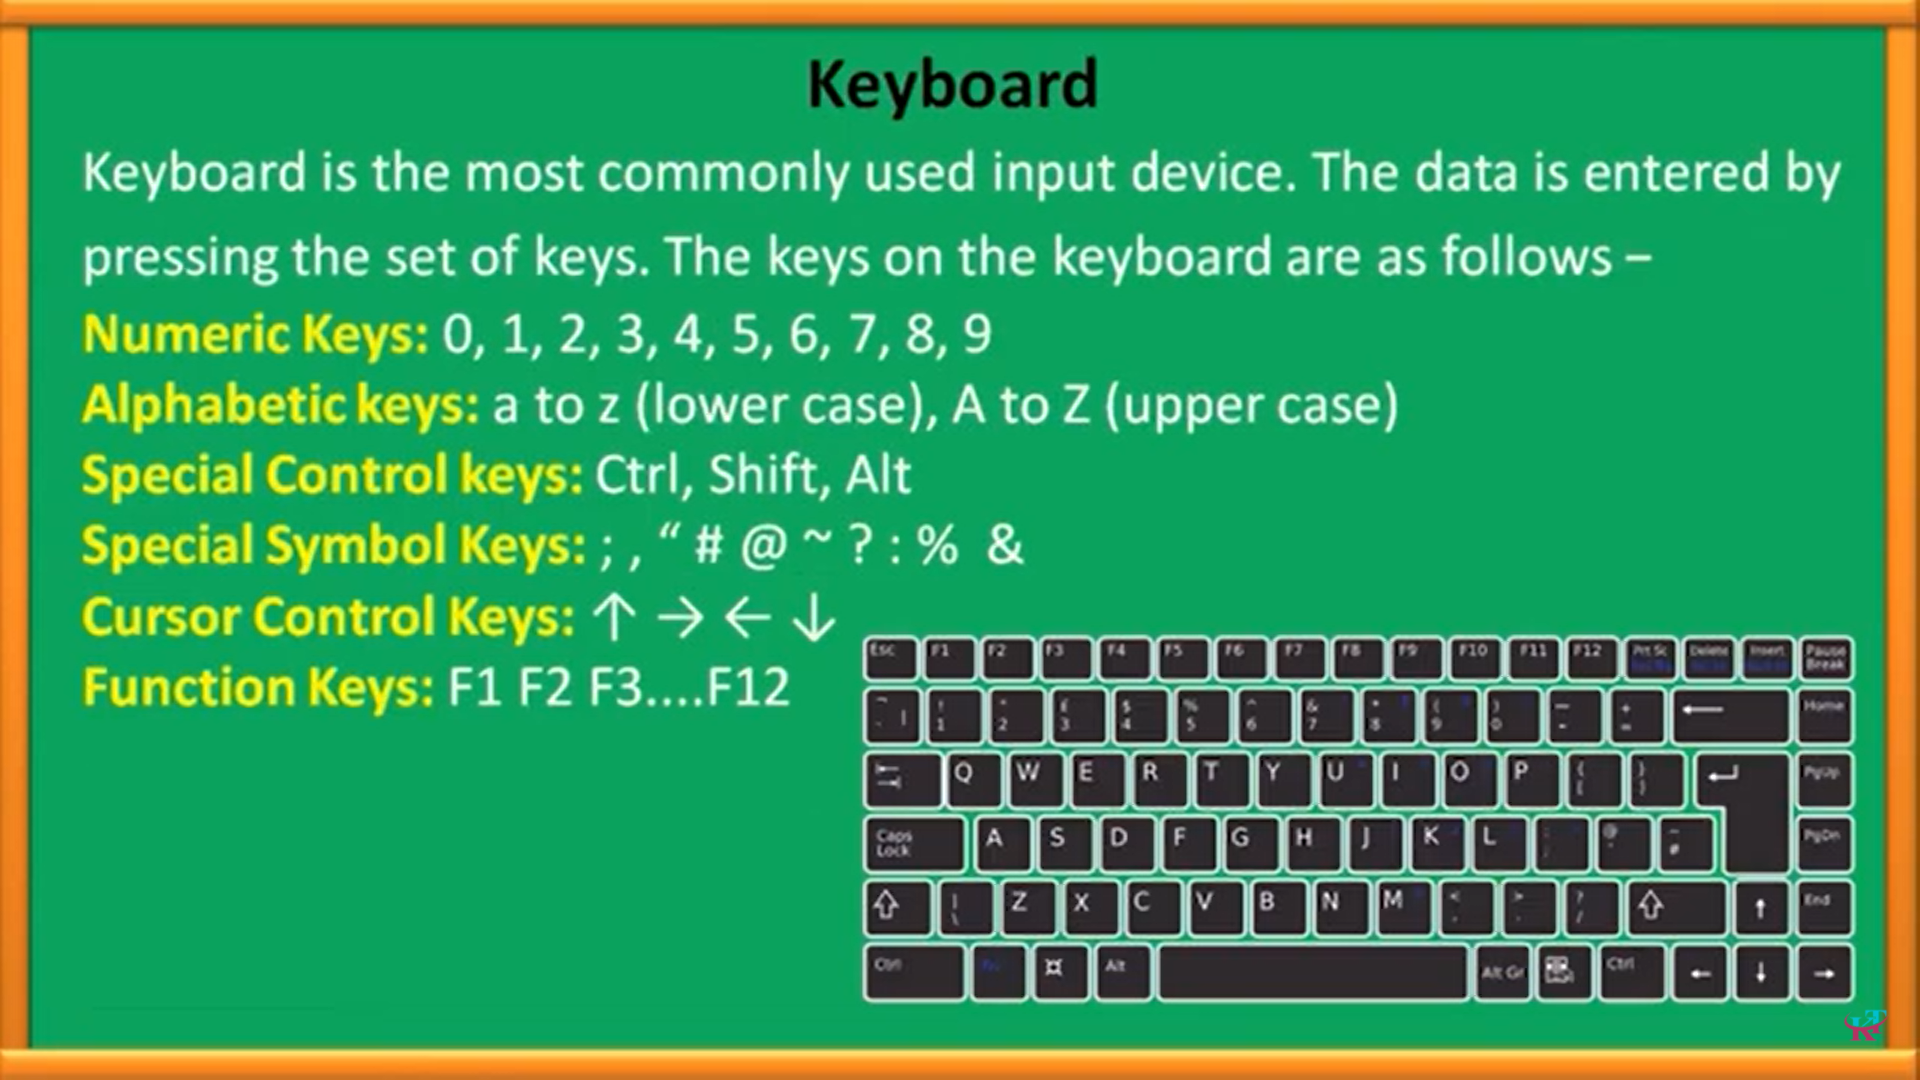 Keyboard
Keyboard is the most commonly used input device. The data is entered by
pressing the set of keys. The keys on the keyboard are as follows –
Numeric Keys: 0, 1, 2, 3, 4, 5, 6, 7, 8, 9
Alphabetic keys: a to z (lower case), A to Z (upper case)
Special Control keys: Ctrl, Shift, Alt
Special Symbol Keys: ; , “ # @ ~ ? : % &
Cursor Control Keys: ↑ → ← ↓
Function Keys: F1 F2 F3....F12
Esc F1 F2 F3 F4 F5 F6 F7 F8 F9 F10 F11 F12 Prt Sc Delete Insert Pause Break
1 2 3 4 5 6 7 8 9 0 Home
Q W E R T Y U I O P PgUp
Caps Lock A S D F G H J K L PgDn
Z X C V B N M End
Ctrl Alt Alt Gr Ctrl